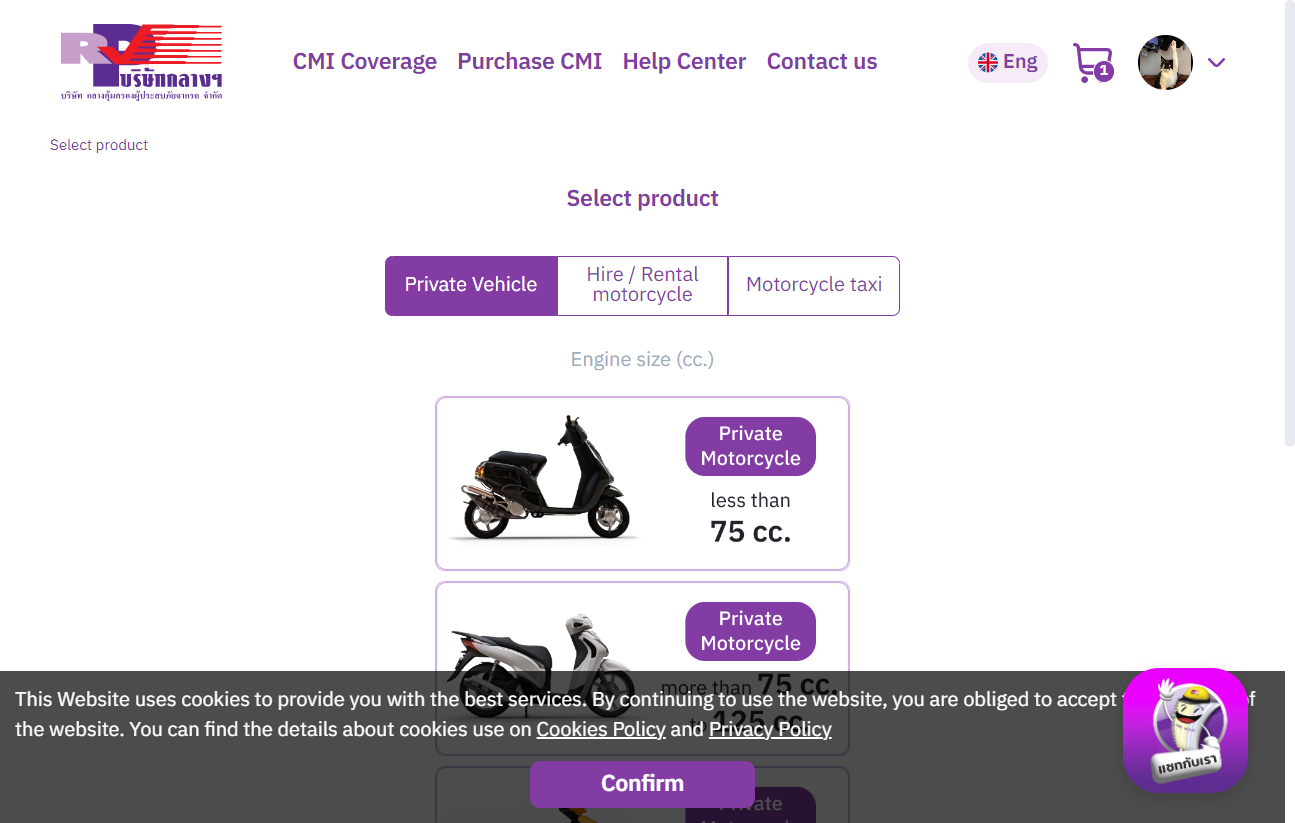 RP
บริษัทกลางฯ
บริษัท กลางคุ้มครองผู้ประสบภัยจากรถ จำกัด
CMI Coverage
Purchase CMI
Help Center
Contact us
Eng
1
Select product
Select product
Private Vehicle
Hire / Rental
motorcycle
Motorcycle taxi
Engine size (cc.)
Private
Motorcycle
less than
75 cc.
Private
Motorcycle
more than 75 cc.
to 125 cc.
This Website uses cookies to provide you with the best services. By continuing to use the website, you are obliged to accept
the website. You can find the details about cookies use on Cookies Policy and Privacy Policy
Confirm
แชทกับเรา
Private